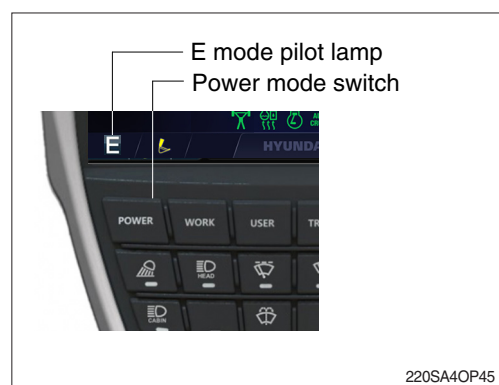 E mode pilot lamp
Power mode switch
E
HYUNDA
POWER WORK USER TR
HEAD
CABIN
220SA4OP45